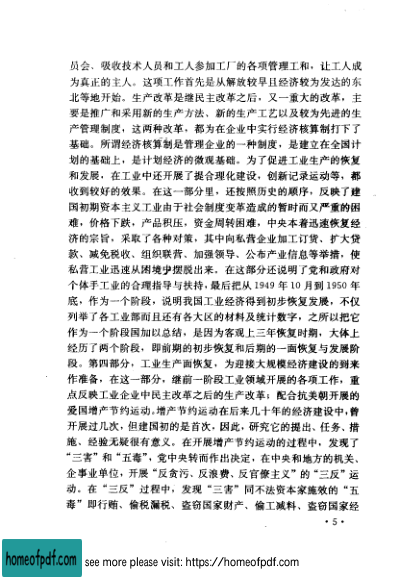 员会、吸收技术人员和工人参加工厂的各项管理工和，让工人成
为真正的主人。这项工作首先是从解放较早且经济较为发达的东
北等地开始。生产改革是继民主改革之后，又一重大的改革，主
要是推广和采用新的生产方法、新的生产工艺以及较为先进的生
产管理制度，这两种改革，都为在企业中实行经济核算制打下了
基础。所谓经济核算制是管理企业的一种制度，是建立在全国计
划的基础上，是计划经济的微观基础。为了促进工业生产的恢复
和发展，在工业中还开展了提合理化建设，创新记录运动等，都
收到较好的效果。在这一部分里，还按照历史的顺序，反映了建
国初期资本主义工业由于社会制度变革造成的暂时而又严重的困
难，价格下跌，产品积压，资金周转困难，中央本着迅速恢复经
济的宗旨，采取了各种对策，其中向私营企业加工订货、扩大贷
款、减免税收、组织联营、加强领导、公布产业信息等举措，使
私营工业迅速从困境中摆脱出来。在这部分还说明了党和政府对
个体手工业的合理指导与扶持，最后把从1949年10月到1950年
底，作为一个阶段，说明我国工业经济得到初步恢复发展，不仅
列举了各工业部而且还有各大区的材料及统计数字，之所以把它
作为一个阶段国加以总结，是因为客观上三年恢复时期，大体上
经历了两个阶段，即前期的初步恢复和后期的一面恢复与发展阶
段。第四部分，工业生产面恢复，为迎接大规模经济建设的到来
作准备，在这一部分，继前一阶段工业领域开展的各项工作，重
点反映工业企业中民主改革之后的生产改革；配合抗美朝开展的
爱国增产节约运动。增产节约运动在后来几十年的经济建设中，曾
开展过几次，但建国初的是首次，因此，研究它的提出、任务、措
施、经验无疑很有意义。在开展增产节约运动的过程中，发现了
“三害”和“五毒”，党中央转而作出决定，在中央和地方的机关、
企事业单位，开展“反贪污、反浪费、反官僚主义”的“三反”运
动。在“三反”过程中，发现“三害”同不法资本家施效的“五
毒”即行贿、偷税漏税、盗窃国家财产、偷工减料、盗窃国家经
·5·
homeofpdf.com
see more please visit: https://homeofpdf.com